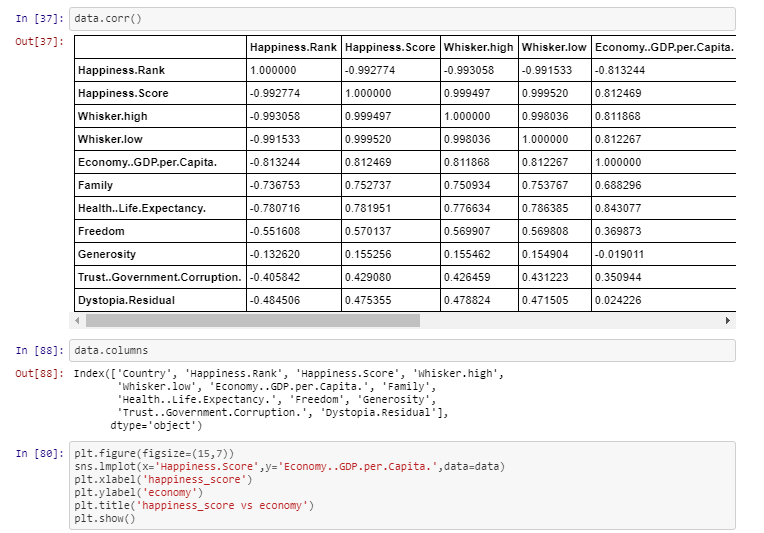 In [37]: data.corr()
Out[37]:
Happiness.Rank Happiness.Score Whisker.high Whisker.low Economy..GDP.per.Capita.
Happiness.Rank 1.000000 -0.992774 -0.993058 -0.991533 -0.813244
Happiness.Score -0.992774 1.000000 0.999497 0.999520 0.812469
Whisker.high -0.993058 0.999497 1.000000 0.998036 0.811868
Whisker.low -0.991533 0.999520 0.998036 1.000000 0.812267
Economy..GDP.per.Capita. -0.813244 0.812469 0.811868 0.812267 1.000000
Family -0.736753 0.752737 0.750934 0.753767 0.688296
Health..Life.Expectancy. -0.780716 0.781951 0.776634 0.786385 0.843077
Freedom -0.551608 0.570137 0.569907 0.569808 0.369873
Generosity -0.132620 0.155256 0.155462 0.154904 -0.019011
Trust..Government.Corruption. -0.405842 0.429080 0.426459 0.431223 0.350944
Dystopia.Residual -0.484506 0.475355 0.478824 0.471505 0.024226
In [88]: data.columns
Out[88]: Index(['Country', 'Happiness.Rank', 'Happiness.Score', 'Whisker.high',
'Whisker.low', 'Economy..GDP.per.Capita.', 'Family',
'Health..Life.Expectancy.', 'Freedom', 'Generosity',
'Trust..Government.Corruption.', 'Dystopia.Residual'],
dtype='object')
In [80]: plt.figure(figsize=(15,7))
sns.lmplot(x='Happiness.Score',y='Economy..GDP.per.Capita.',data=data)
plt.xlabel('happiness_score')
plt.ylabel('economy')
plt.title('happiness_score vs economy')
plt.show()